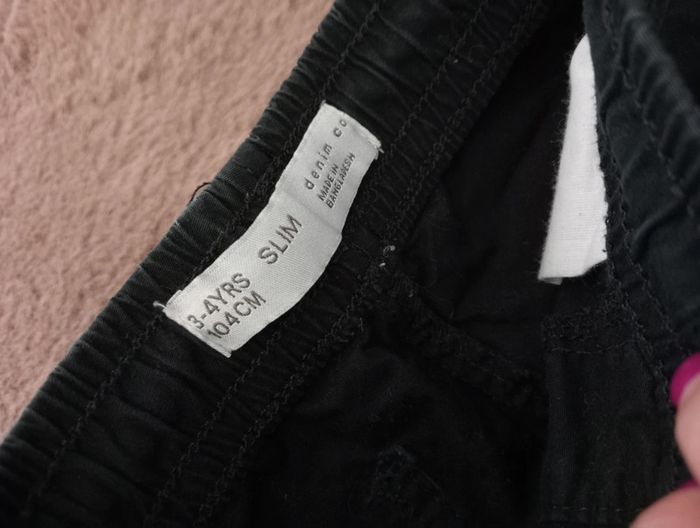 denim co
MADE IN
BANGLADESH
SLIM
3-4YRS
104CM